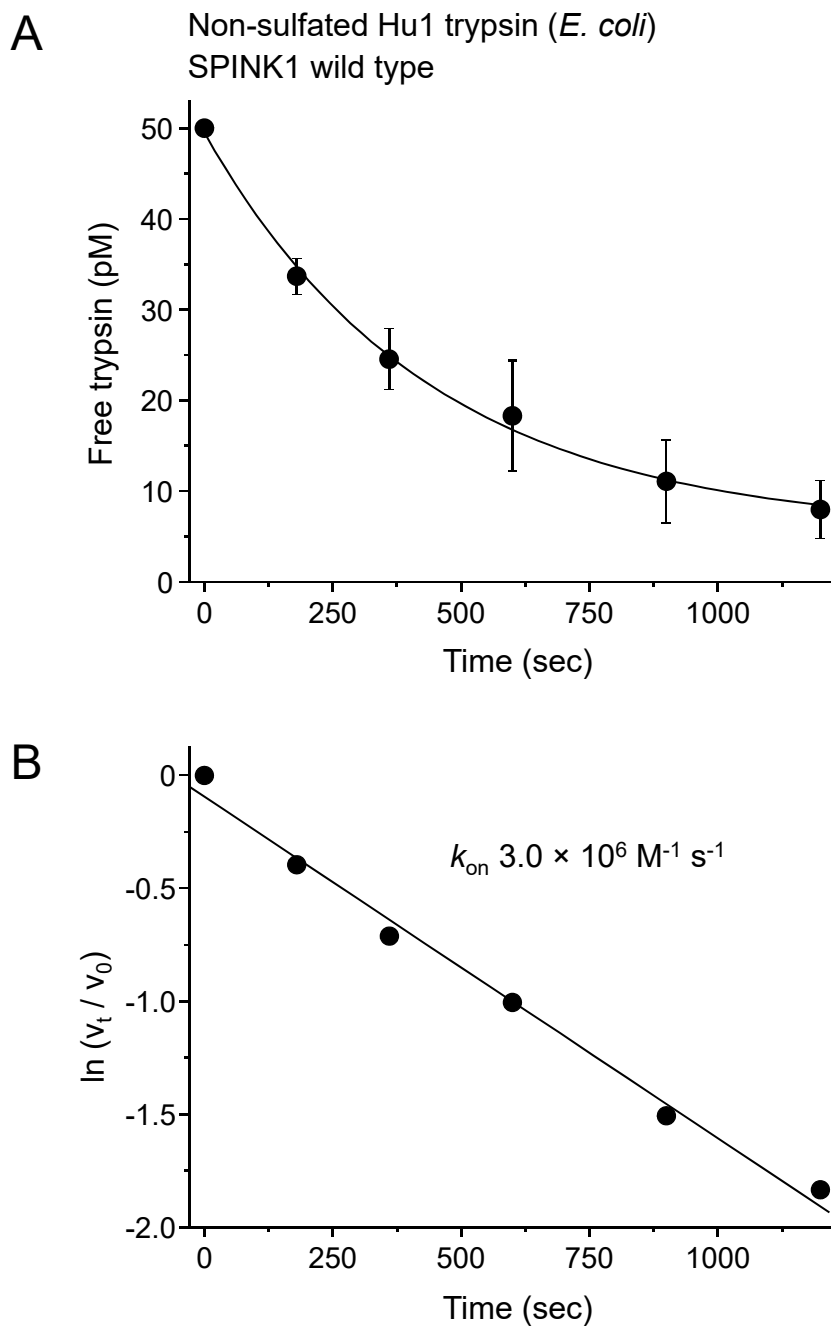 A
Non-sulfated Hu1 trypsin (E. coli)
SPINK1 wild type
50
40
30
20
10
0
Free trypsin (pM)
0 250 500 750 1000
Time (sec)
B
0
-0.5
-1.0
-1.5
-2.0
ln (vt / v0)
kon 3.0 × 10⁶ M⁻¹ s⁻¹
0 250 500 750 1000
Time (sec)